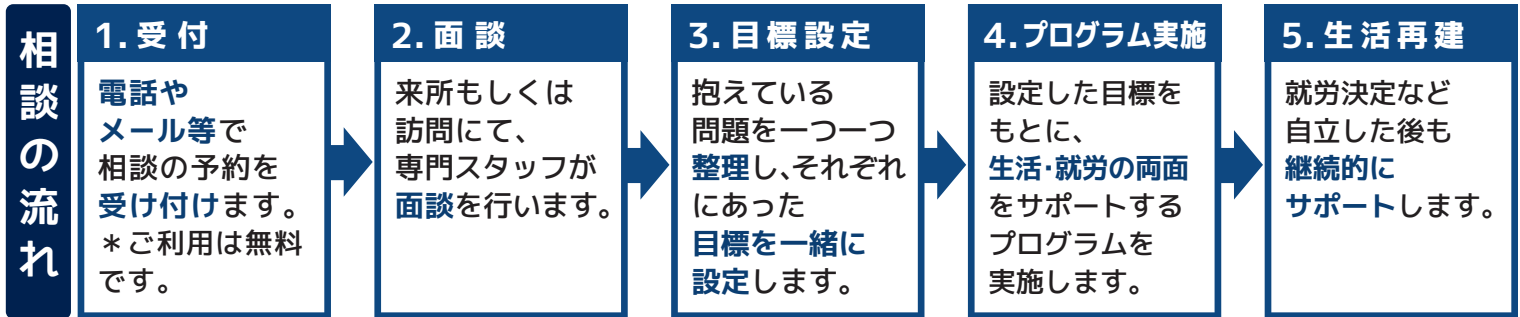 相談の流れ
1.受付
電話や
メール等で
相談の予約を
受け付けます。
＊ご利用は無料
です。
2.面談
来所もしくは
訪問にて、
専門スタッフが
面談を行います。
3.目標設定
抱えている
問題を一つ一つ
整理し、それぞれ
にあった
目標を一緒に
設定します。
4.プログラム実施
設定した目標を
もとに、
生活・就労の両面
をサポートする
プログラムを
実施します。
5.生活再建
就労決定など
自立した後も
継続的に
サポートします。